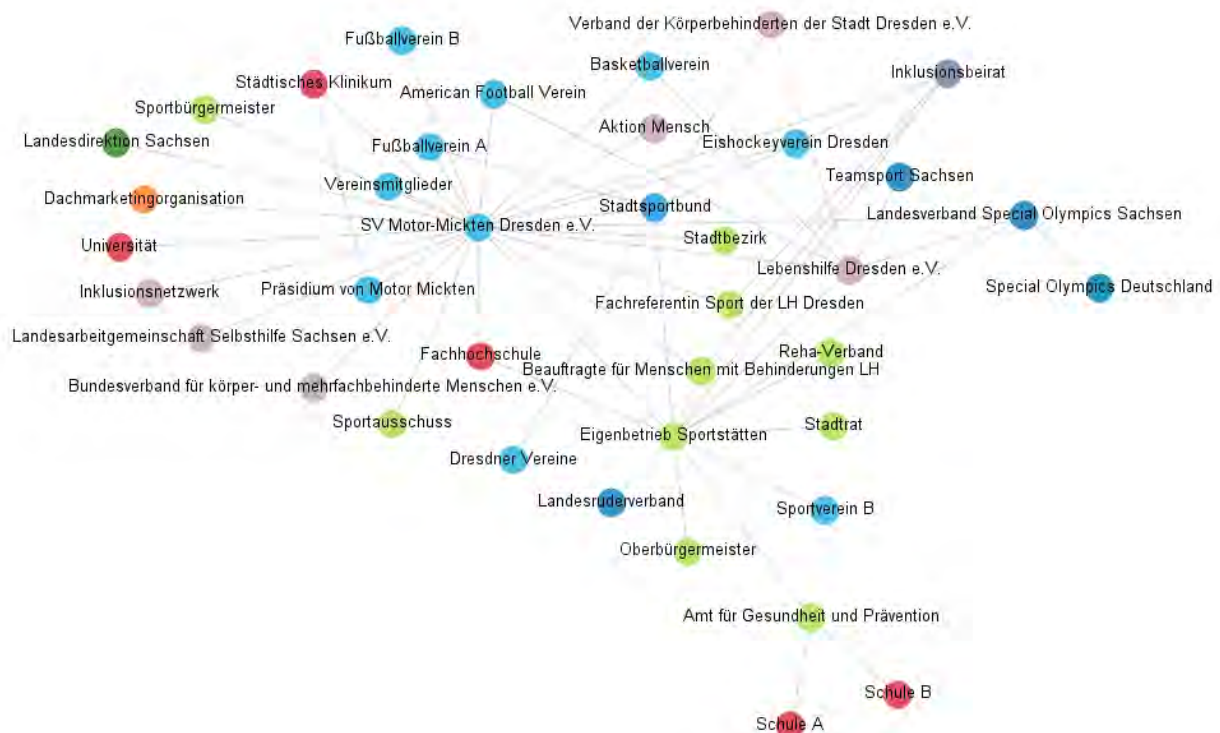 Verband der Körperbehinderten der Stadt Dresden e.V.
Fußballverein B
Basketballverein
Inklusionsbeirat
Städtisches Klinikum
American Football Verein
Sportbürgermeister
Aktion Mensch
Landesdirektion Sachsen
Fußballverein A
Eishockeyverein Dresden
Vereinsmitglieder
Teamsport Sachsen
Dachmarketingorganisation
Stadtsportbund
Landesverband Special Olympics Sachsen
SV Motor-Mickten Dresden e.V.
Stadtbezirk
Universität
Lebenshilfe Dresden e.V.
Inklusionsnetzwerk
Präsidium von Motor Mickten
Special Olympics Deutschland
Fachreferentin Sport der LH Dresden
Landesarbeitgemeinschaft Selbsthilfe Sachsen e.V.
Fachhochschule
Reha-Verband
Beauftragte für Menschen mit Behinderungen LH
Bundesverband für körper- und mehrfachbehinderte Menschen e.V.
Sportausschuss
Eigenbetrieb Sportstätten
Stadtrat
Dresdner Vereine
Landesruderverband
Sportverein B
Oberbürgermeister
Amt für Gesundheit und Prävention
Schule B
Schule A